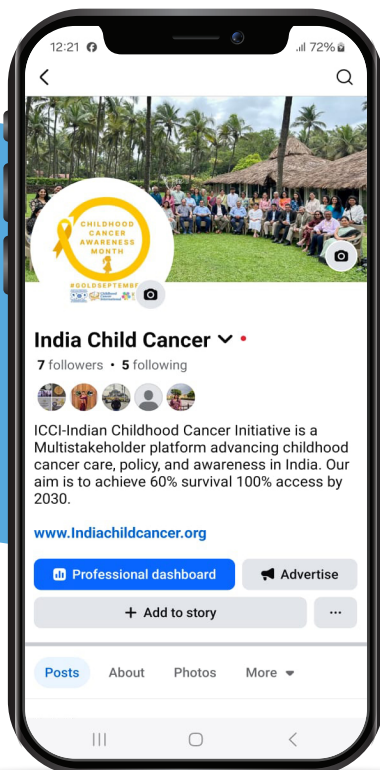 12:21
72%
CHILDHOOD
CANCER
AWARENESS
MONTH
#GOLDSEPTEMBE
India Child Cancer
7 followers • 5 following
ICCI-Indian Childhood Cancer Initiative is a
Multistakeholder platform advancing childhood
cancer care, policy, and awareness in India. Our
aim is to achieve 60% survival 100% access by
2030.
www.Indiachildcancer.org
Professional dashboard
Advertise
+ Add to story
...
Posts About Photos More